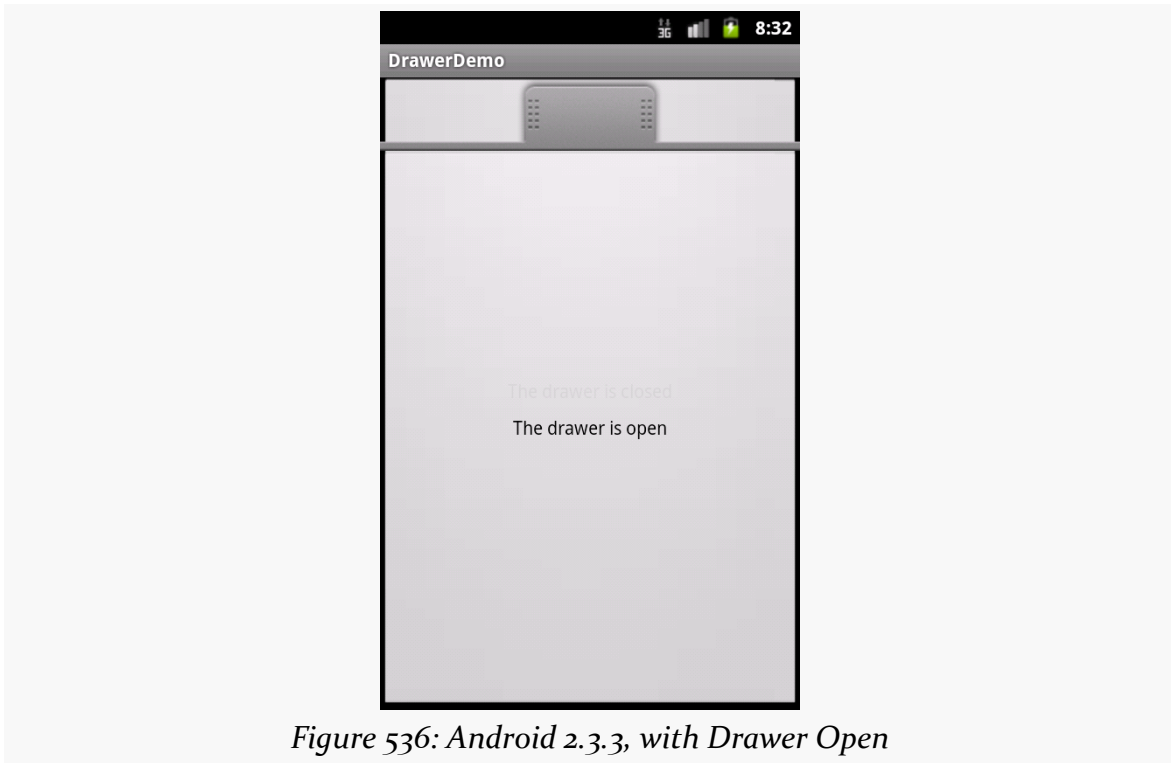 3G 8:32
DrawerDemo
The drawer is closed
The drawer is open
Figure 536: Android 2.3.3, with Drawer Open